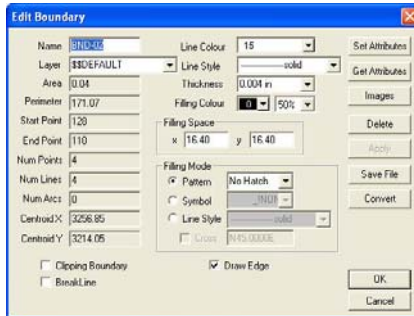 Edit Boundary
Name BND-02 Line Colour 15 Set Attributes
Layer $$DEFAULT Line Style solid Get Attributes
Area 0.04 Thickness 0.004 in Images
Perimeter 171.07 Filling Colour 0 50%
Start Point 128 Filling Space Delete
End Point 110 x 16.40 y 16.40 Apply
Num Points 4 Filling Mode
Num Lines 4 Pattern No Hatch Save File
Num Arcs 0 Symbol Convert
Centroid X 3256.85 Line Style solid
Centroid Y 3214.05 Cross N45.0000E
Clipping Boundary Draw Edge
BreakLine OK
Cancel